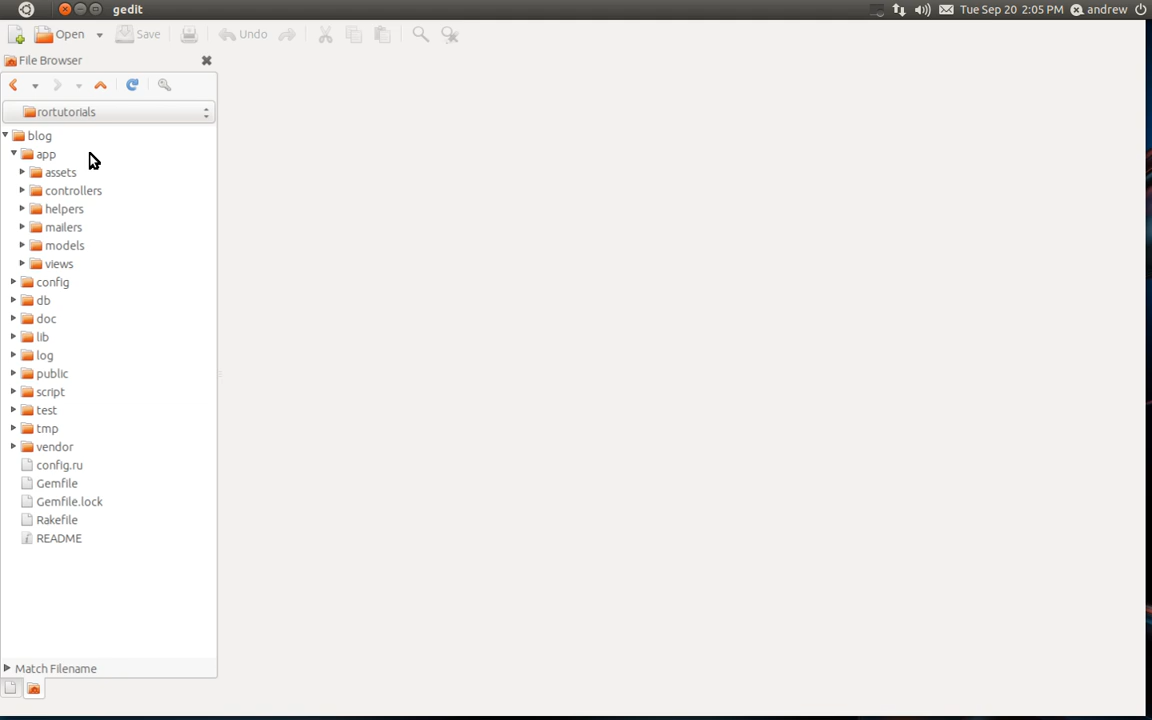 gedit
Tue Sep 20 2:05 PM andrew
Open Save Undo
File Browser
rortutorials
blog
app
assets
controllers
helpers
mailers
models
views
config
db
doc
lib
log
public
script
test
tmp
vendor
config.ru
Gemfile
Gemfile.lock
Rakefile
README
Match Filename